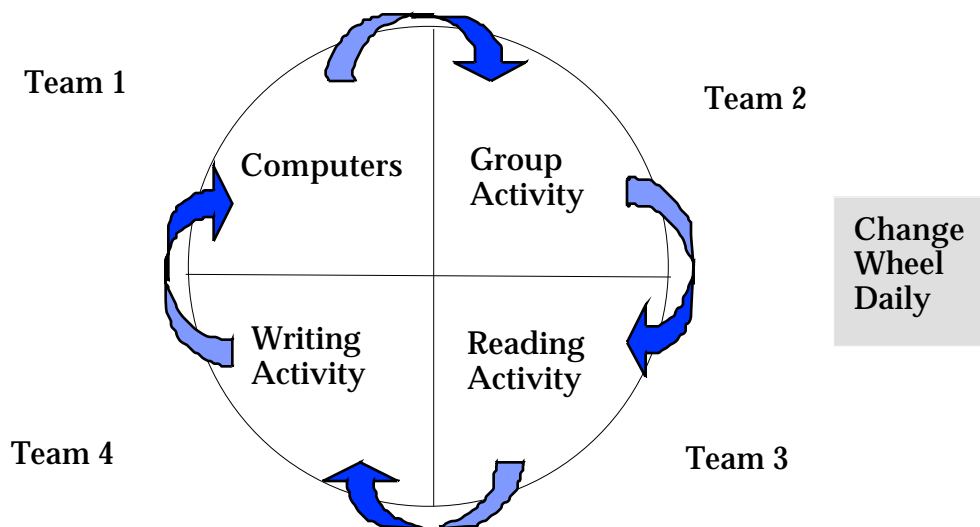 Team 1
Team 2
Computers
Group
Activity
Change
Wheel
Daily
Writing
Activity
Reading
Activity
Team 4
Team 3